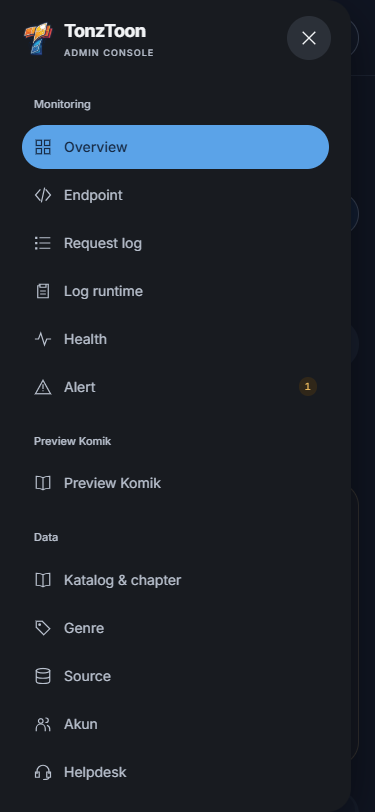 TonzToon
ADMIN CONSOLE
Monitoring
Overview
Endpoint
Request log
Log runtime
Health
Alert
1
Preview Komik
Preview Komik
Data
Katalog & chapter
Genre
Source
Akun
Helpdesk